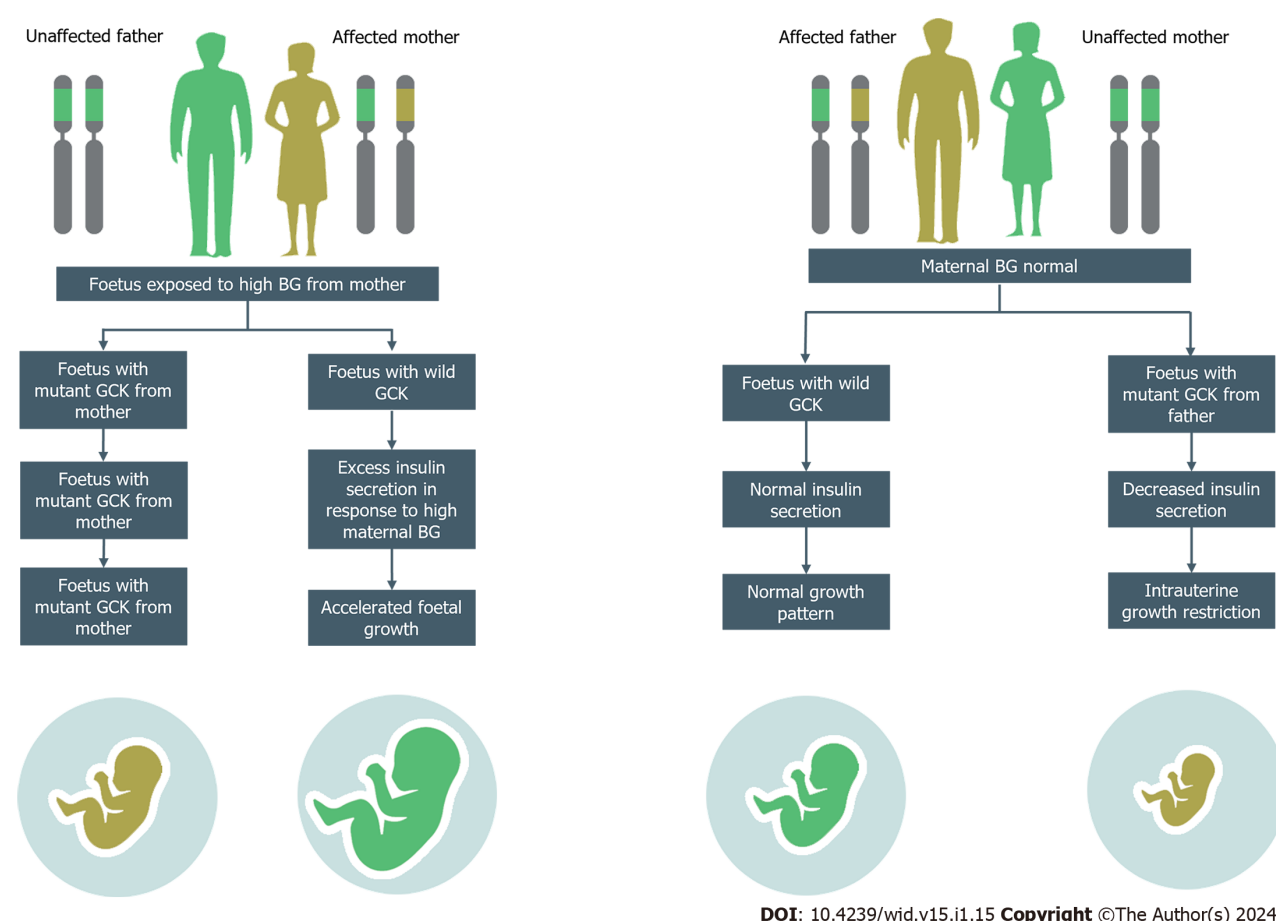 Unaffected father
Affected mother
Foetus exposed to high BG from mother
Foetus with
mutant GCK from
mother
Foetus with
mutant GCK from
mother
Foetus with
mutant GCK from
mother
Foetus with wild
GCK
Excess insulin
secretion in
response to high
maternal BG
Accelerated foetal
growth
Affected father
Unaffected mother
Maternal BG normal
Foetus with wild
GCK
Normal insulin
secretion
Normal growth
pattern
Foetus with
mutant GCK from
father
Decreased insulin
secretion
Intrauterine
growth restriction
DOI: 10.4239/wjd.v15.i1.15 Copyright ©The Author(s) 2024